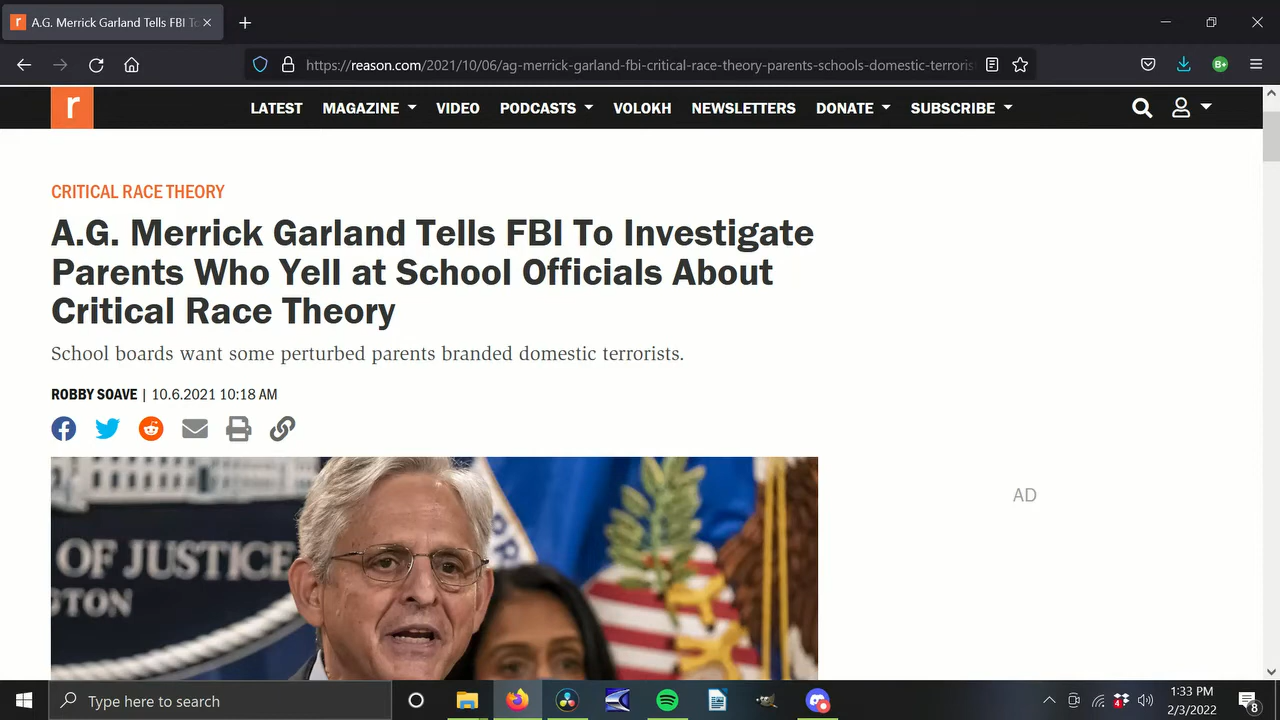 A.G. Merrick Garland Tells FBI To
https://reason.com/2021/10/06/ag-merrick-garland-fbi-critical-race-theory-parents-schools-domestic-terroris
r
LATEST MAGAZINE VIDEO PODCASTS VOLOKH NEWSLETTERS DONATE SUBSCRIBE
CRITICAL RACE THEORY
A.G. Merrick Garland Tells FBI To Investigate
Parents Who Yell at School Officials About
Critical Race Theory
School boards want some perturbed parents branded domestic terrorists.
ROBBY SOAVE | 10.6.2021 10:18 AM
AD
OF JUSTICE
GTON
Type here to search
1:33 PM
2/3/2022
4
8